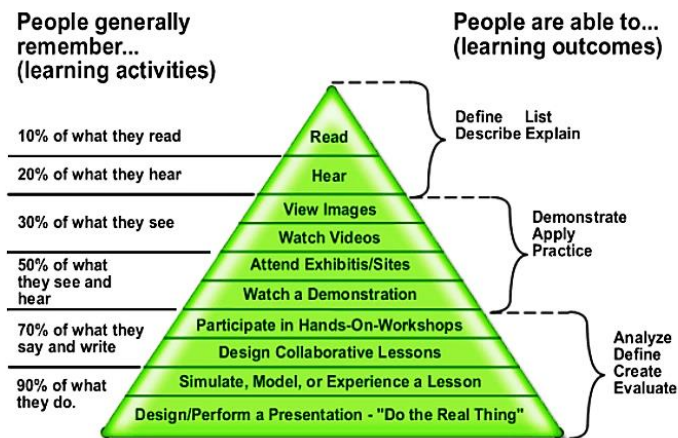 People generally
remember...
(learning activities)
People are able to...
(learning outcomes)
10% of what they read
20% of what they hear
30% of what they see
50% of what
they see and
hear
70% of what they
say and write
90% of what
they do.
Read
Hear
View Images
Watch Videos
Attend Exhibitis/Sites
Watch a Demonstration
Participate in Hands-On-Workshops
Design Collaborative Lessons
Simulate, Model, or Experience a Lesson
Design/Perform a Presentation - "Do the Real Thing"
Define List
Describe Explain
Demonstrate
Apply
Practice
Analyze
Define
Create
Evaluate